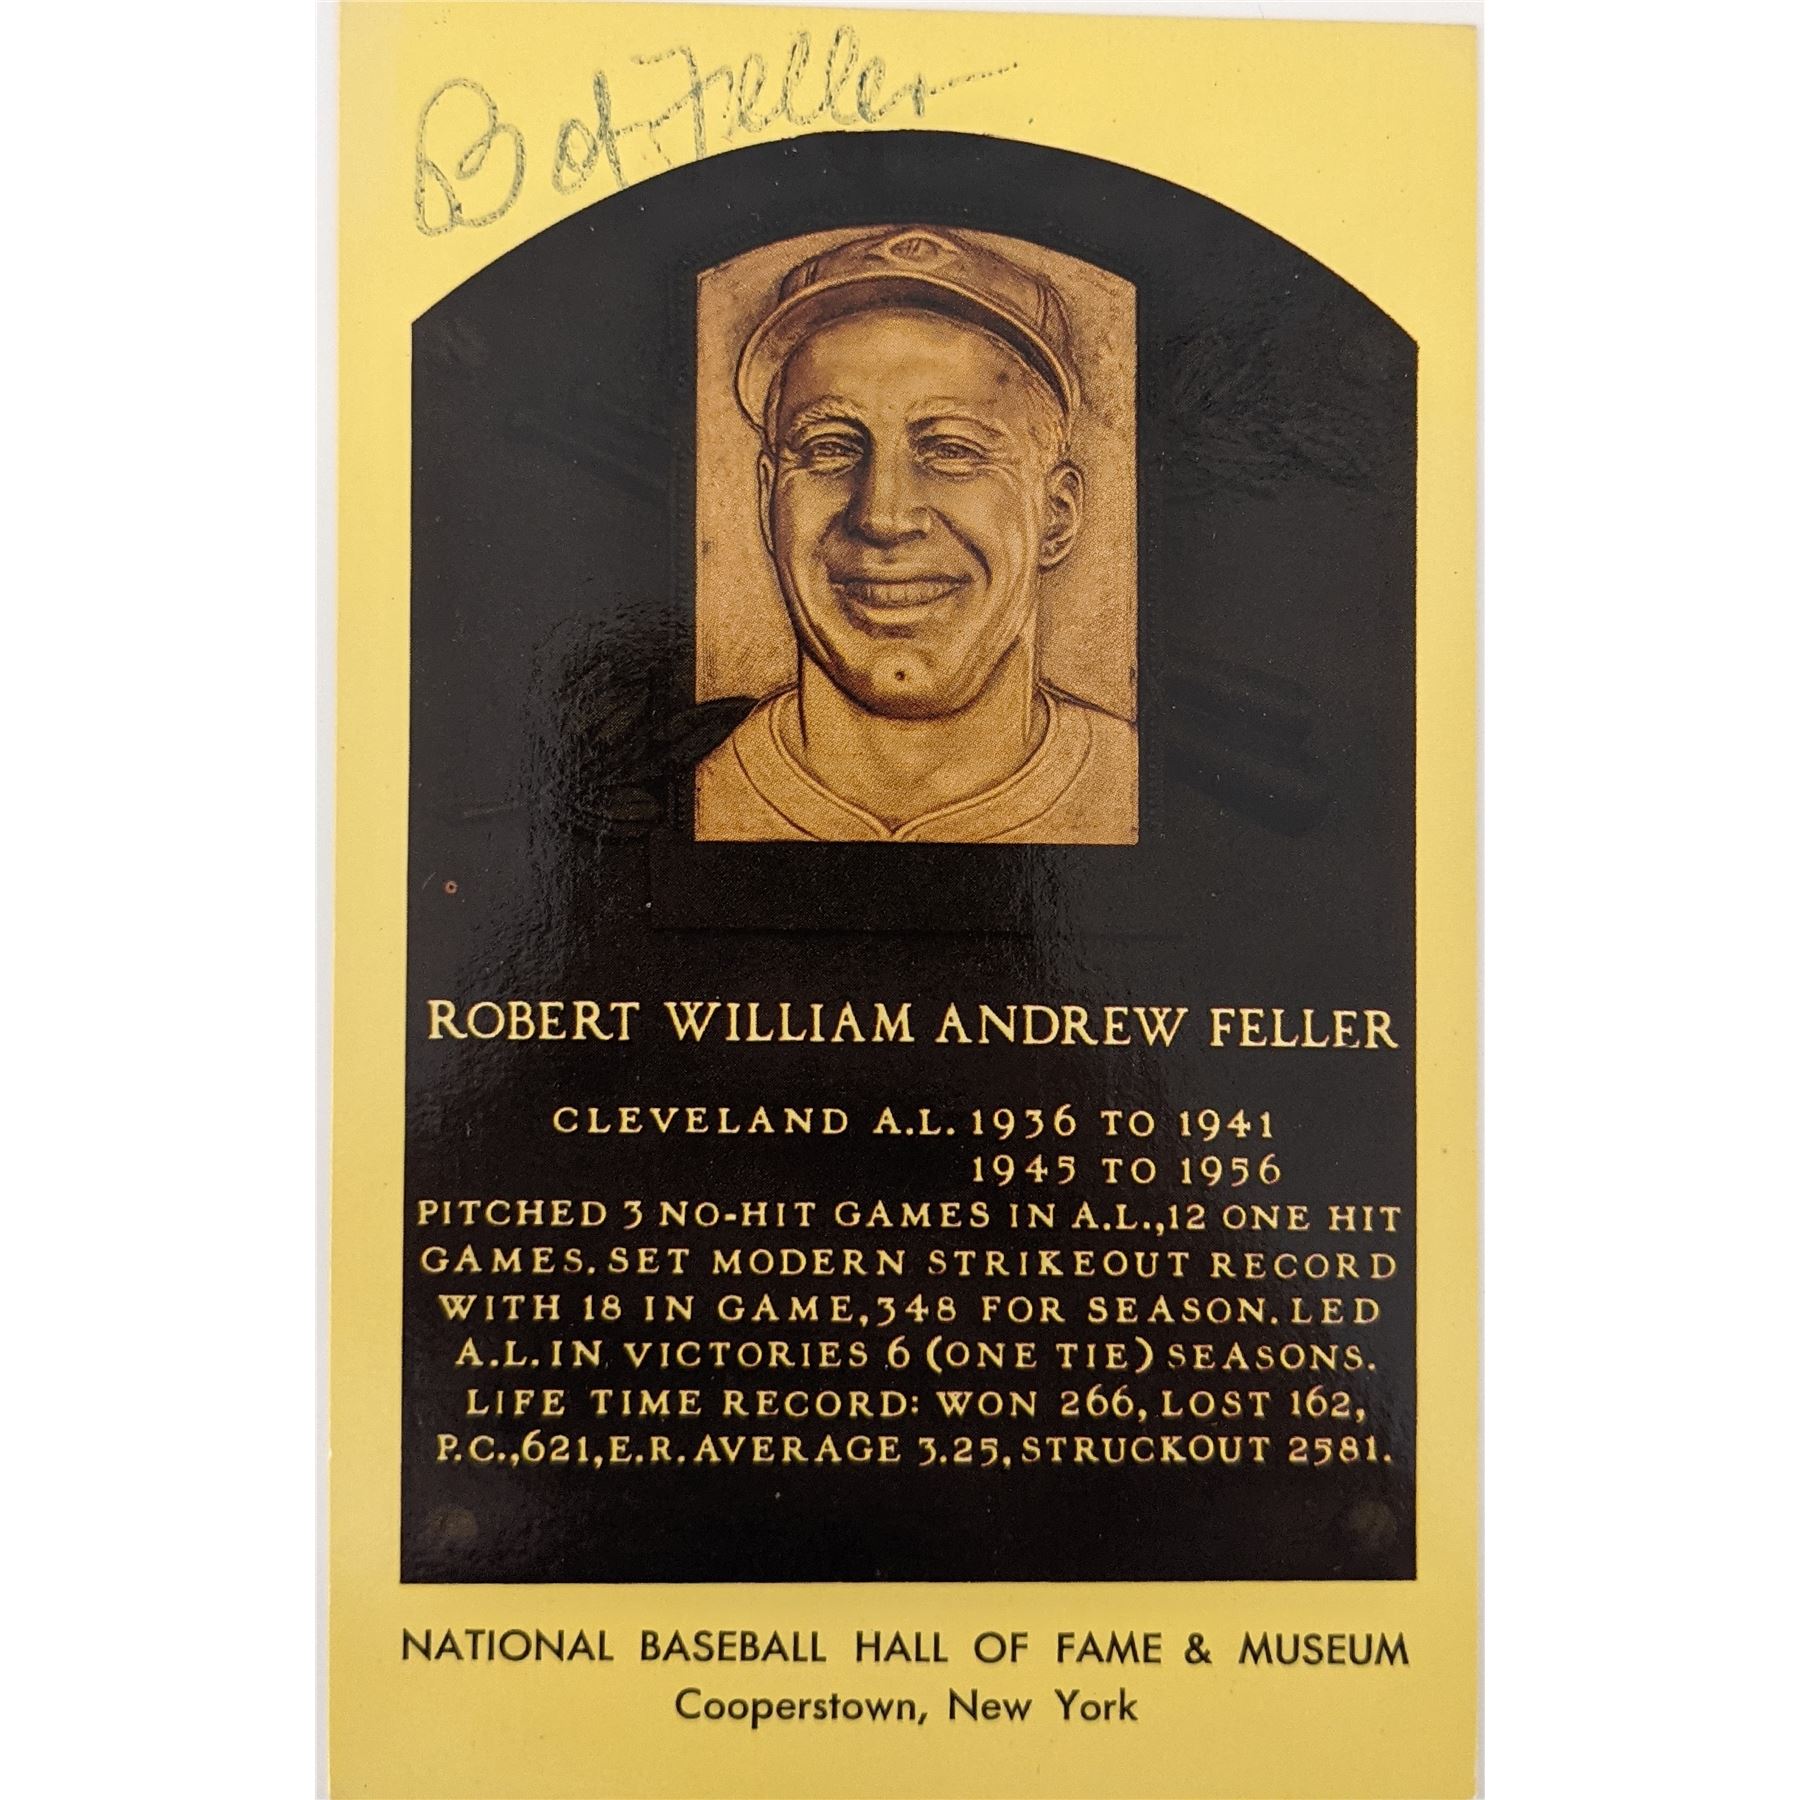 Bob Feller
ROBERT WILLIAM ANDREW FELLER
CLEVELAND A.L. 1936 TO 1941
1945 TO 1956
PITCHED 3 NO-HIT GAMES IN A.L., 12 ONE HIT
GAMES. SET MODERN STRIKEOUT RECORD
WITH 18 IN GAME, 348 FOR SEASON. LED
A.L. IN VICTORIES 6 (ONE TIE) SEASONS.
LIFE TIME RECORD: WON 266, LOST 162,
P.C., 621, E.R. AVERAGE 3.25, STRUCKOUT 2581.
NATIONAL BASEBALL HALL OF FAME & MUSEUM
Cooperstown, New York